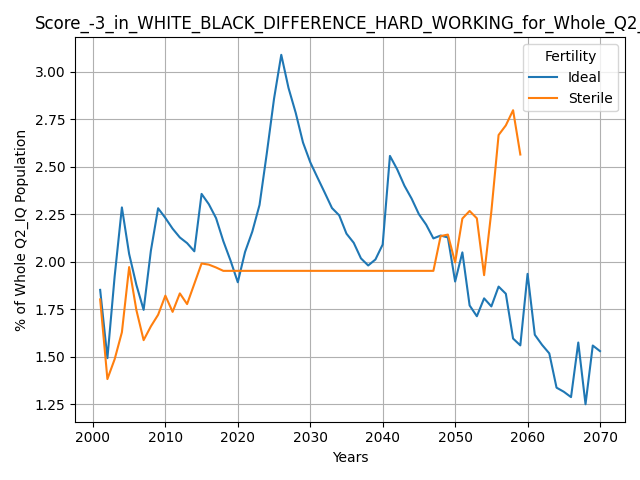 Score_-3_in_WHITE_BLACK_DIFFERENCE_HARD_WORKING_for_Whole_Q2_
Fertility
Ideal
Sterile
% of Whole Q2_IQ Population
3.00
2.75
2.50
2.25
2.00
1.75
1.50
1.25
2000 2010 2020 2030 2040 2050 2060 2070
Years